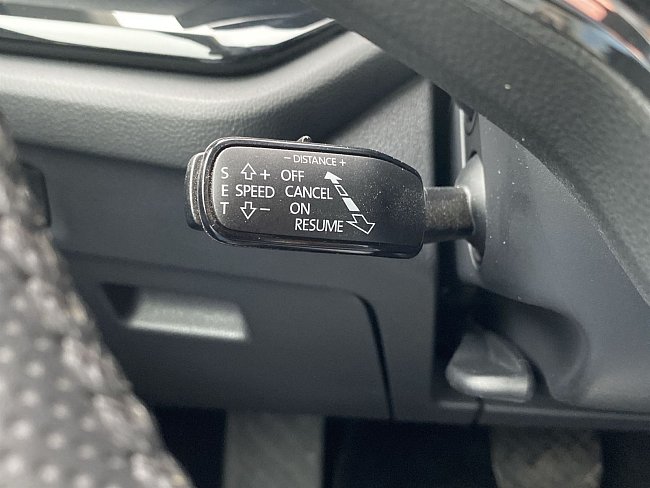 − DISTANCE +
S + OFF
E SPEED CANCEL
T − ON
RESUME